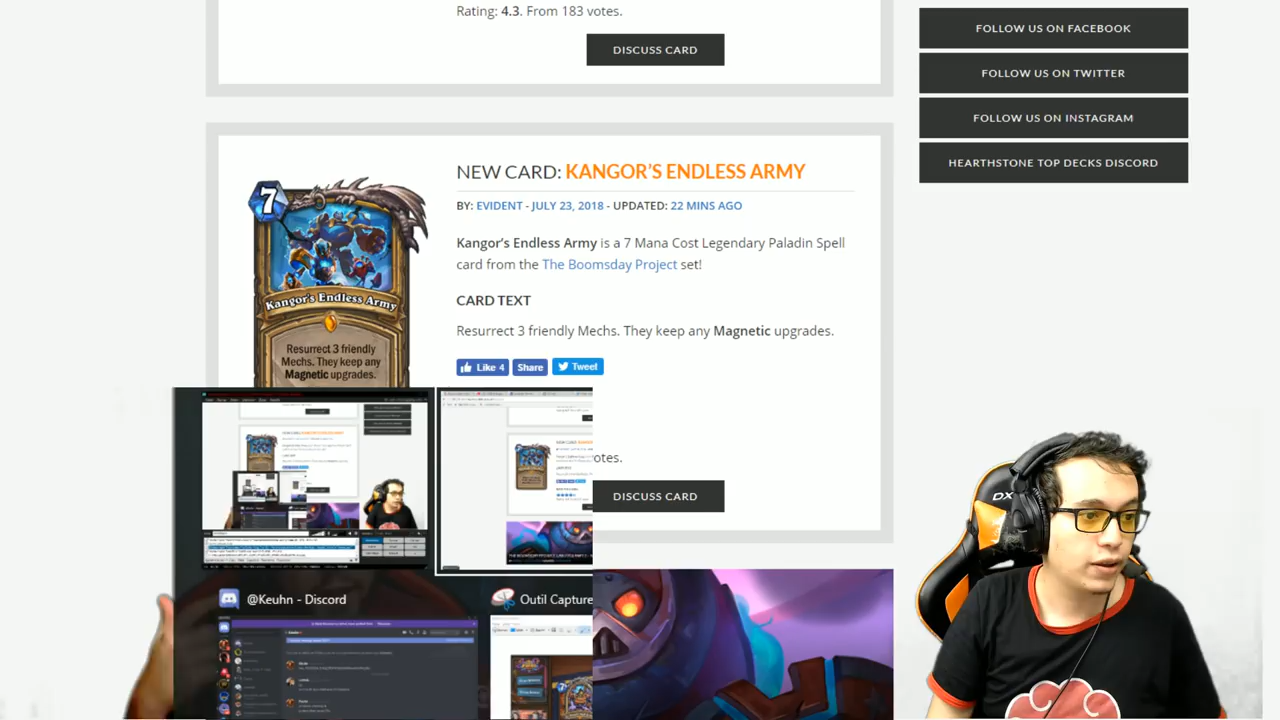 Rating: 4.3. From 183 votes.
DISCUSS CARD
FOLLOW US ON FACEBOOK
FOLLOW US ON TWITTER
FOLLOW US ON INSTAGRAM
HEARTHSTONE TOP DECKS DISCORD
7
Kangor's Endless Army
Resurrect 3 friendly
Mechs. They keep any
Magnetic upgrades.
NEW CARD: KANGOR'S ENDLESS ARMY
BY: EVIDENT - JULY 23, 2018 - UPDATED: 22 MINS AGO
Kangor's Endless Army is a 7 Mana Cost Legendary Paladin Spell
card from the The Boomsday Project set!
CARD TEXT
Resurrect 3 friendly Mechs. They keep any Magnetic upgrades.
Like 4 Share Tweet
votes.
DISCUSS CARD
@Keuhn - Discord
Outil Capture
DX